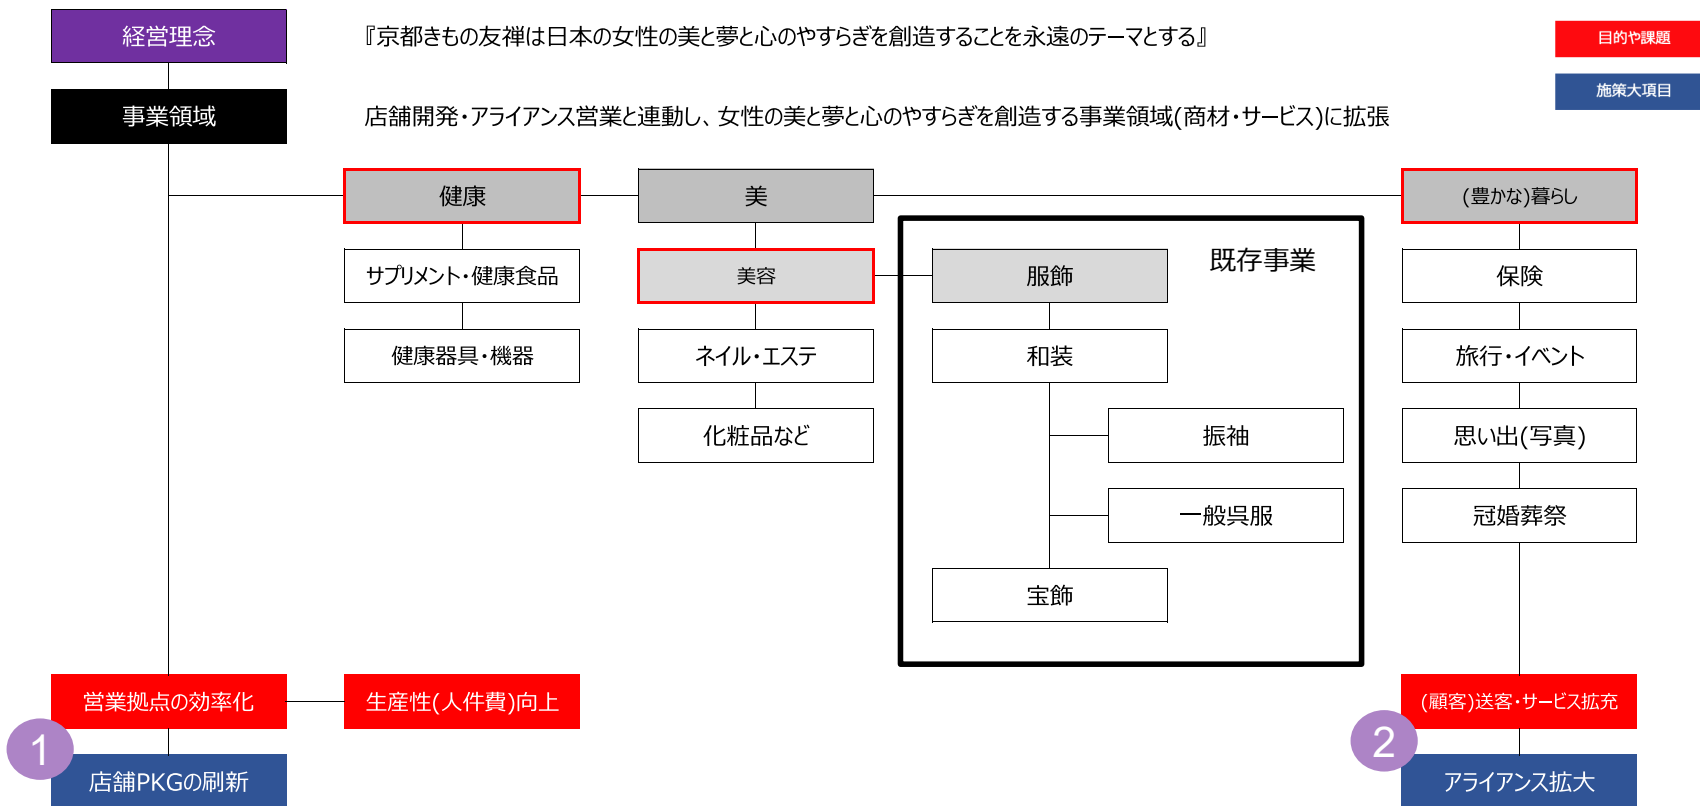 経営理念
『京都きもの友禅は日本の女性の美と夢と心のやすらぎを創造することを永遠のテーマとする』
目的や課題
施策大項目
事業領域
店舗開発・アライアンス営業と連動し、女性の美と夢と心のやすらぎを創造する事業領域(商材・サービス)に拡張
健康
美
(豊かな)暮らし
サプリメント・健康食品
美容
服飾
既存事業
保険
健康器具・機器
ネイル・エステ
和装
旅行・イベント
化粧品など
振袖
思い出(写真)
一般呉服
冠婚葬祭
宝飾
営業拠点の効率化
生産性(人件費)向上
(顧客)送客・サービス拡充
1
2
店舗PKGの刷新
アライアンス拡大